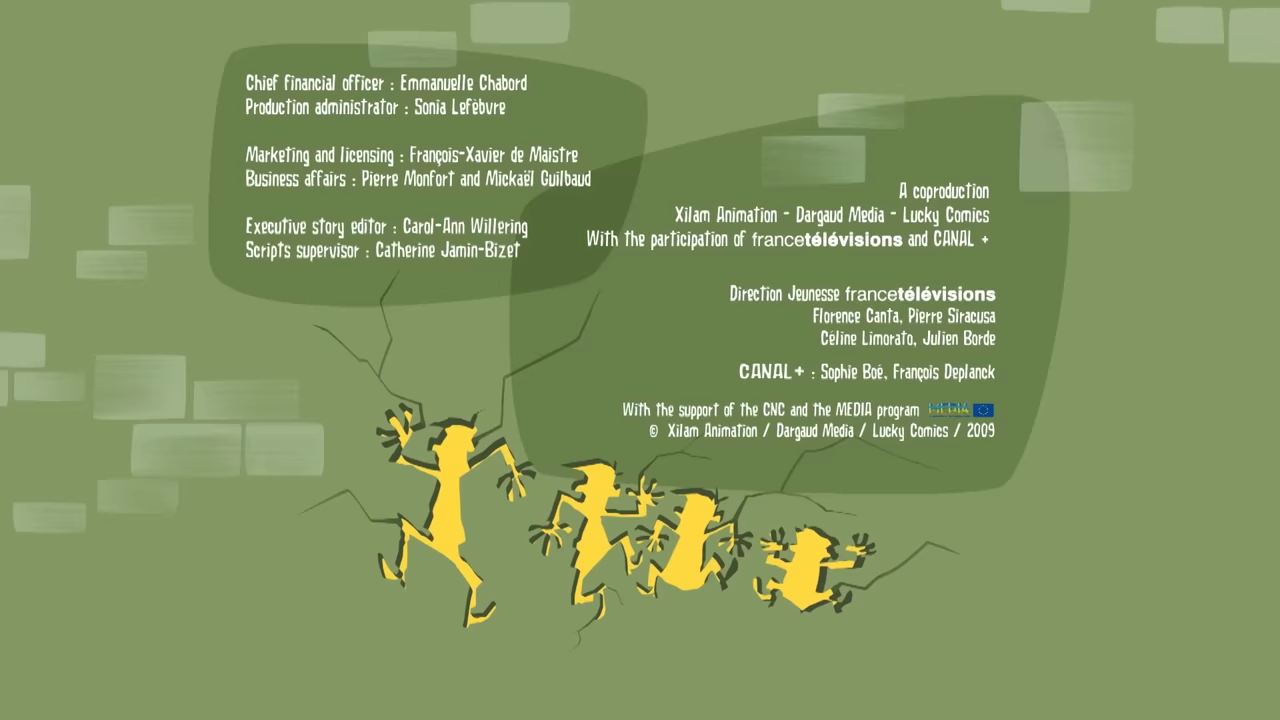 Chief financial officer : Emmanuelle Chabord
Production administrator : Sonia Lefèbvre
Marketing and licensing : François-Xavier de Maistre
Business affairs : Pierre Monfort and Mickaël Guilbaud
Executive story editor : Carol-Ann Willering
Scripts supervisor : Catherine Jamin-Bizet
A coproduction
Xilam Animation - Dargaud Media - Lucky Comics
With the participation of francetélévisions and CANAL +
Direction Jeunesse francetélévisions
Florence Canta, Pierre Siracusa
Céline Limorato, Julien Borde
CANAL+ : Sophie Boé, François Deplanck
With the support of the CNC and the MEDIA program MEDIA
© Xilam Animation / Dargaud Media / Lucky Comics / 2009